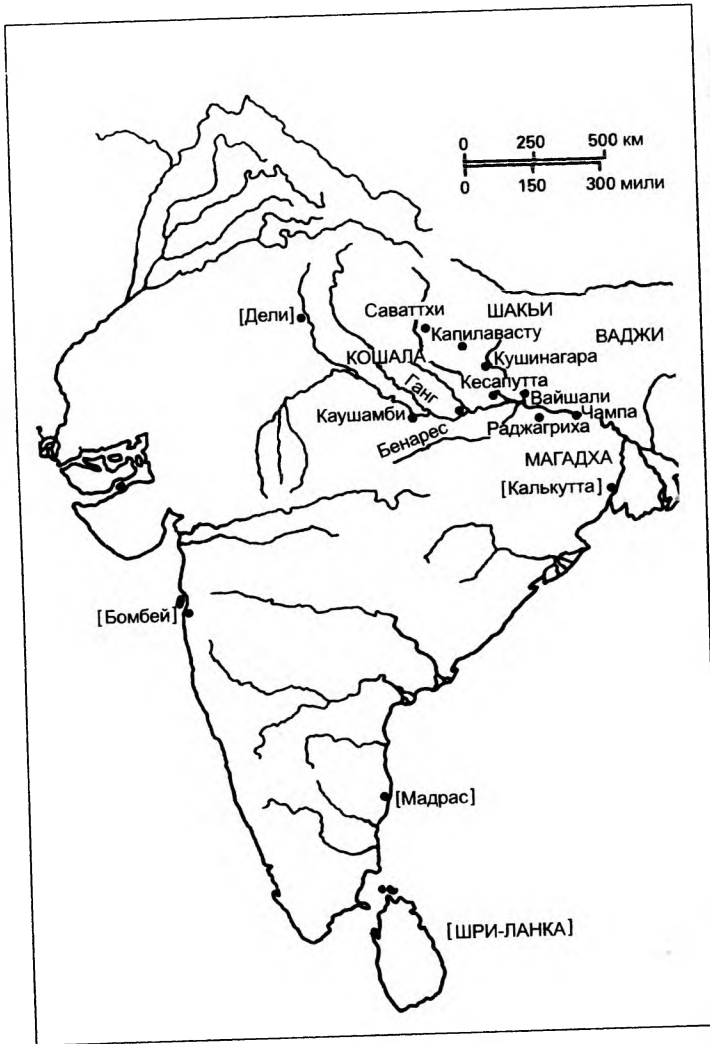 0 250 500 км
0 150 300 мили
Саваттхи
ШАКЬИ
[Дели]
Капилавасту
ВАДЖИ
КОШАЛА
Кушинагара
Кесапутта
Ганг
Вайшали
Каушамби
Чампа
Раджагриха
Бенарес
МАГАДХА
[Калькутта]
[Бомбей]
[Мадрас]
[ШРИ-ЛАНКА]